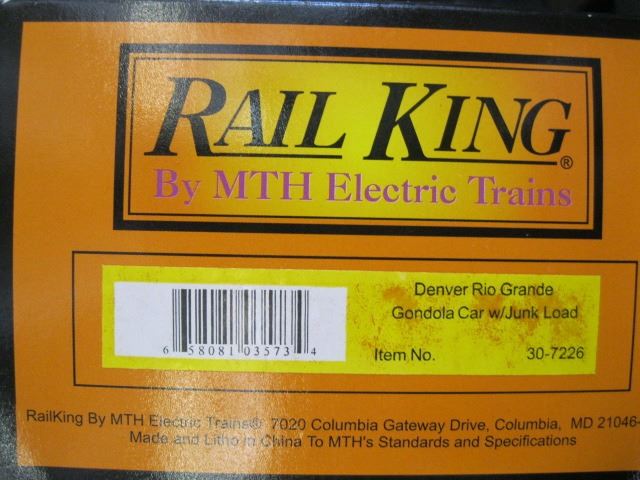 RAIL KING®
By MTH Electric Trains
Denver Rio Grande
Gondola Car w/Junk Load
6 58081 03573 4
Item No. 30-7226
RailKing By MTH Electric Trains® 7020 Columbia Gateway Drive, Columbia, MD 21046-
Made and Litho in China To MTH's Standards and Specifications